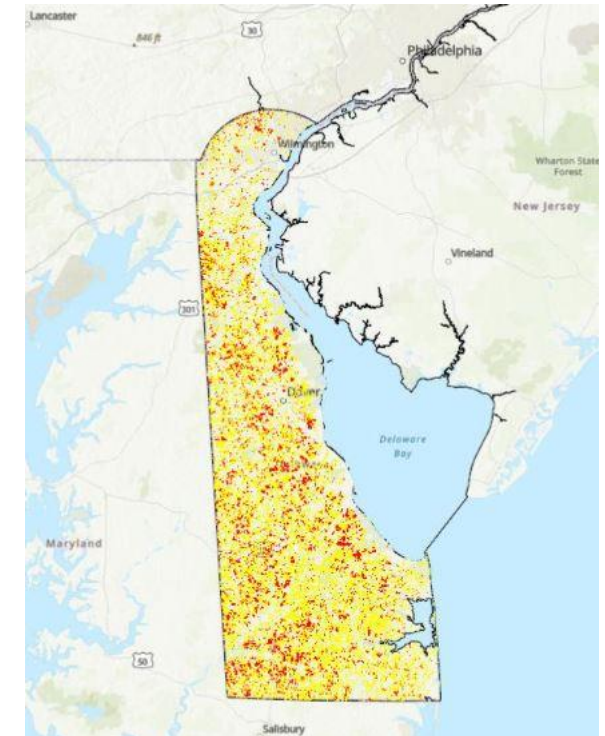 Lancaster
846 ft
30
Philadelphia
Wilmington
Wharton State
Forest
New Jersey
Vineland
301
Dover
Delaware
Bay
Maryland
50
Salisbury